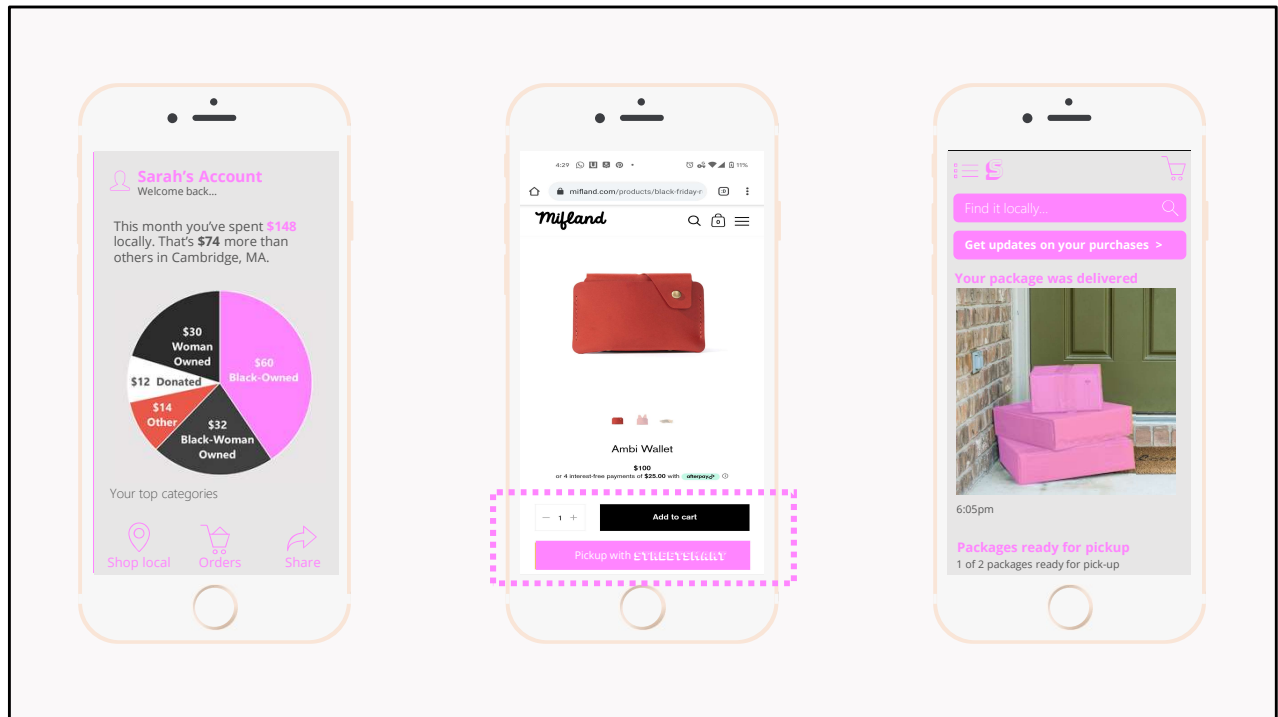 Sarah's Account
Welcome back...
This month you've spent $148
locally. That's $74 more than
others in Cambridge, MA.
$30
Woman
Owned
$60
Black-Owned
$12 Donated
$14
Other
$32
Black-Woman
Owned
Your top categories
Shop local
Orders
Share
4:29
11%
mifland.com/products/black-friday-r
Mifland
0
Ambi Wallet
$100
or 4 interest-free payments of $25.00 with afterpay
— 1 +
Add to cart
Pickup with
S
Find it locally...
Get updates on your purchases >
Your package was delivered
6:05pm
Packages ready for pickup
1 of 2 packages ready for pick-up